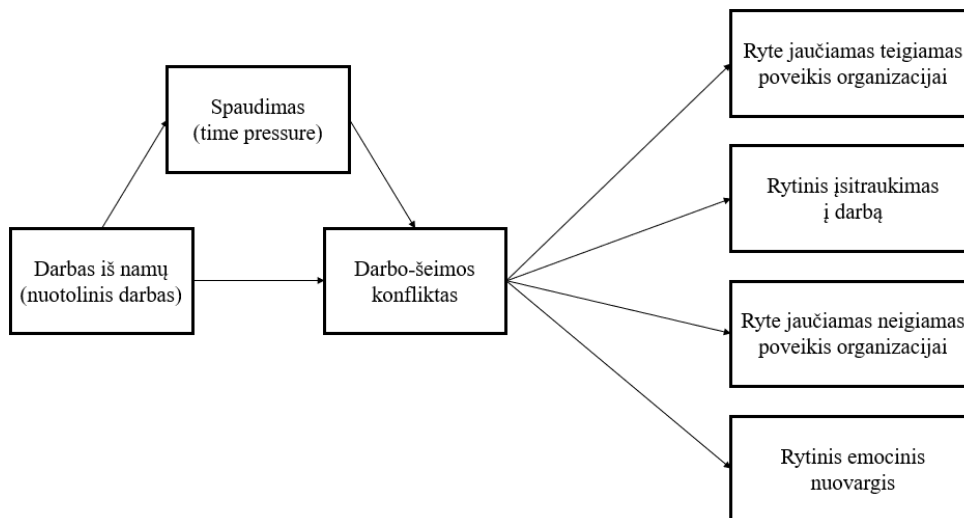 Spaudimas
(time pressure)
Darbas iš namų
(nuotolinis darbas)
Darbo-šeimos
konfliktas
Ryte jaučiamas teigiamas
poveikis organizacijai
Rytinis įsitraukimas
į darbą
Ryte jaučiamas neigiamas
poveikis organizacijai
Rytinis emocinis
nuovargis